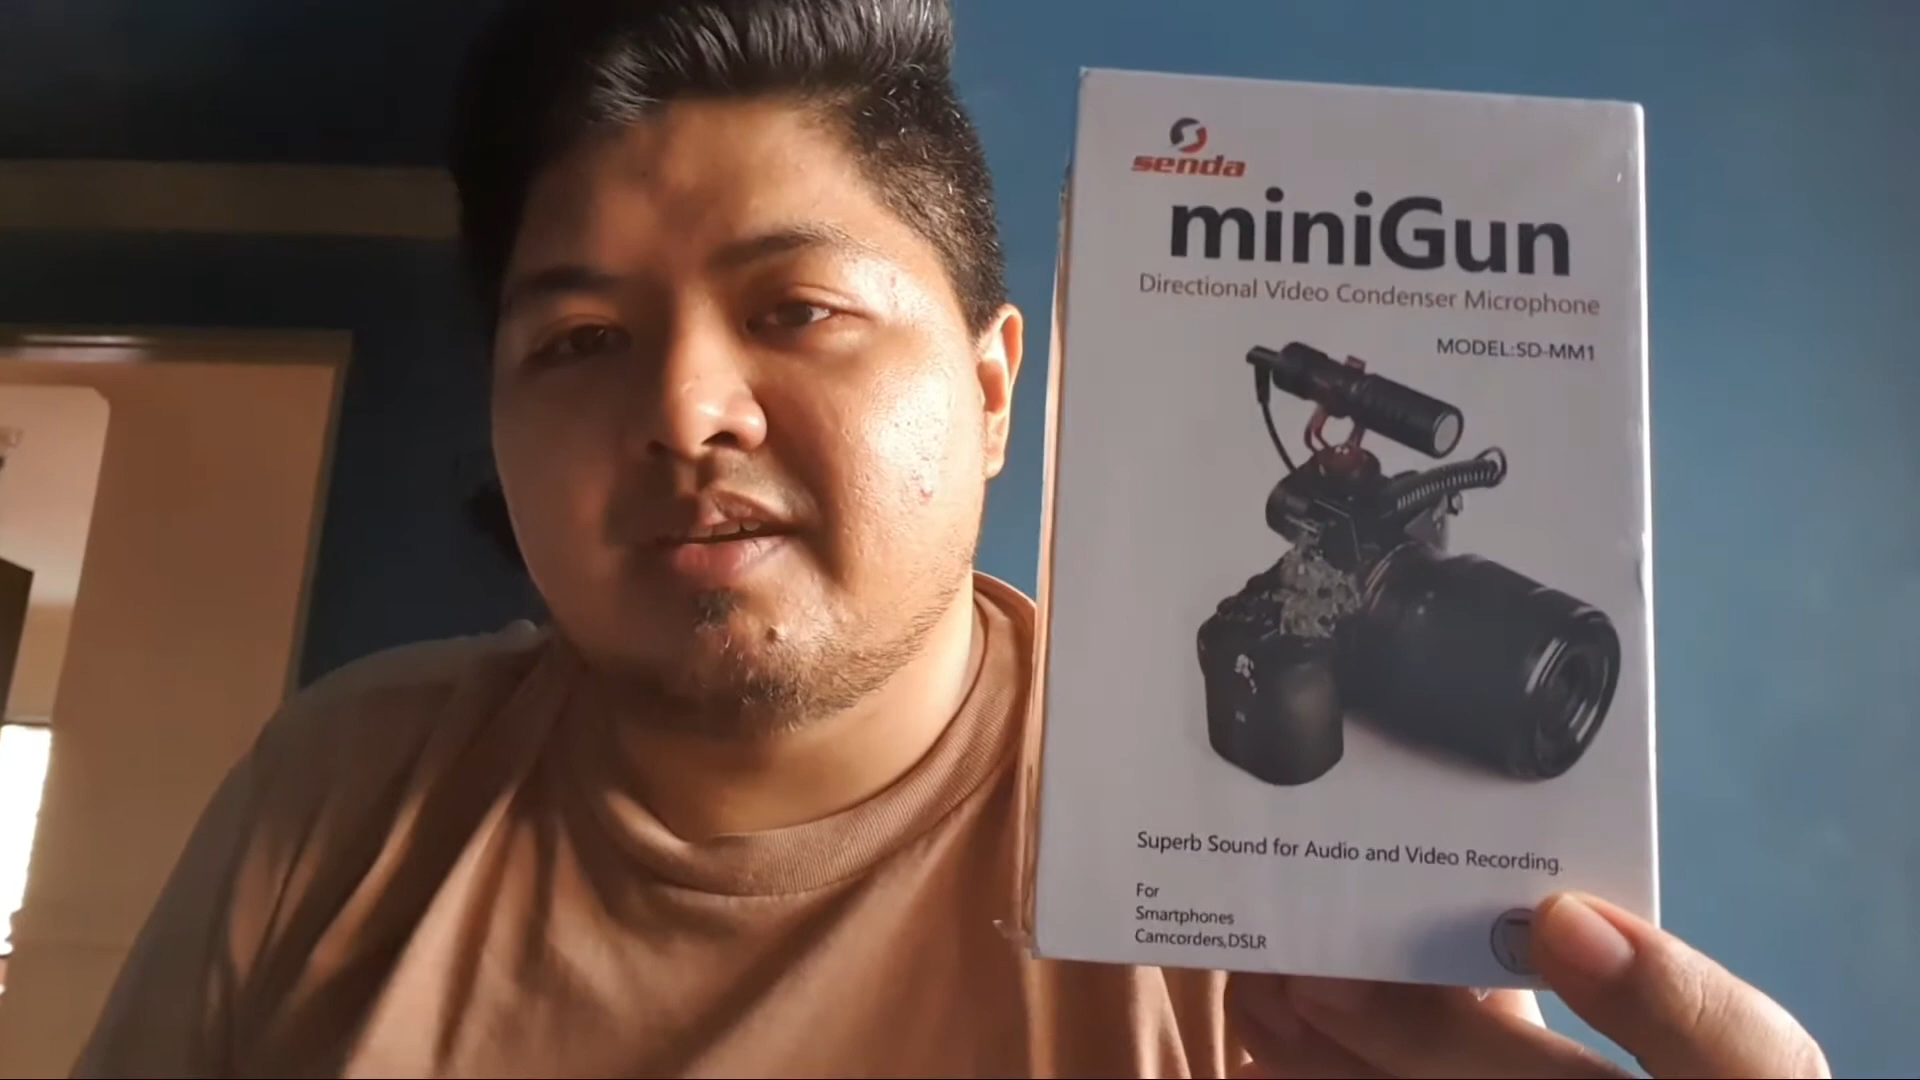 senda
miniGun
Directional Video Condenser Microphone
MODEL:SD-MM1
Superb Sound for Audio and Video Recording.
For
Smartphones
Camcorders,DSLR